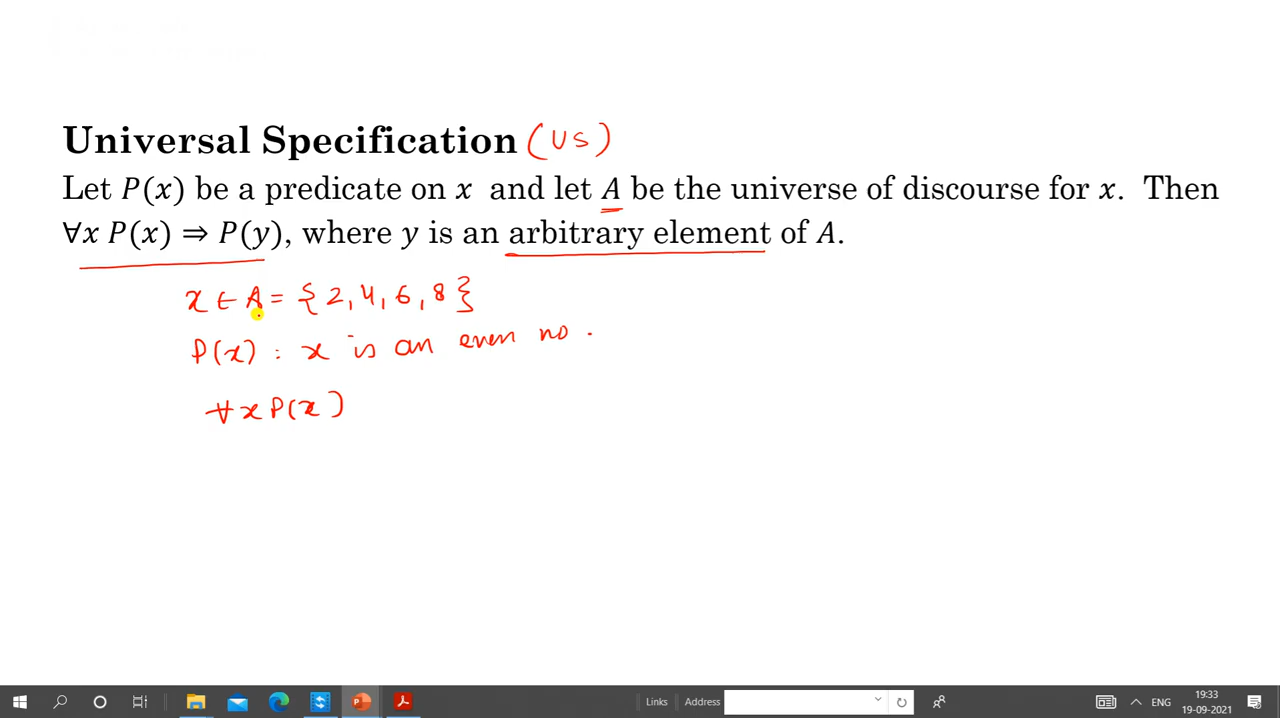 Universal Specification (US)
Let P(x) be a predicate on x and let A be the universe of discourse for x. Then
∀x P(x) ⇒ P(y), where y is an arbitrary element of A.
x ∈ A = {2, 4, 6, 8}
P(x) : x is an even no.
∀x P(x)
Links Address ENG 19:33
19-09-2021